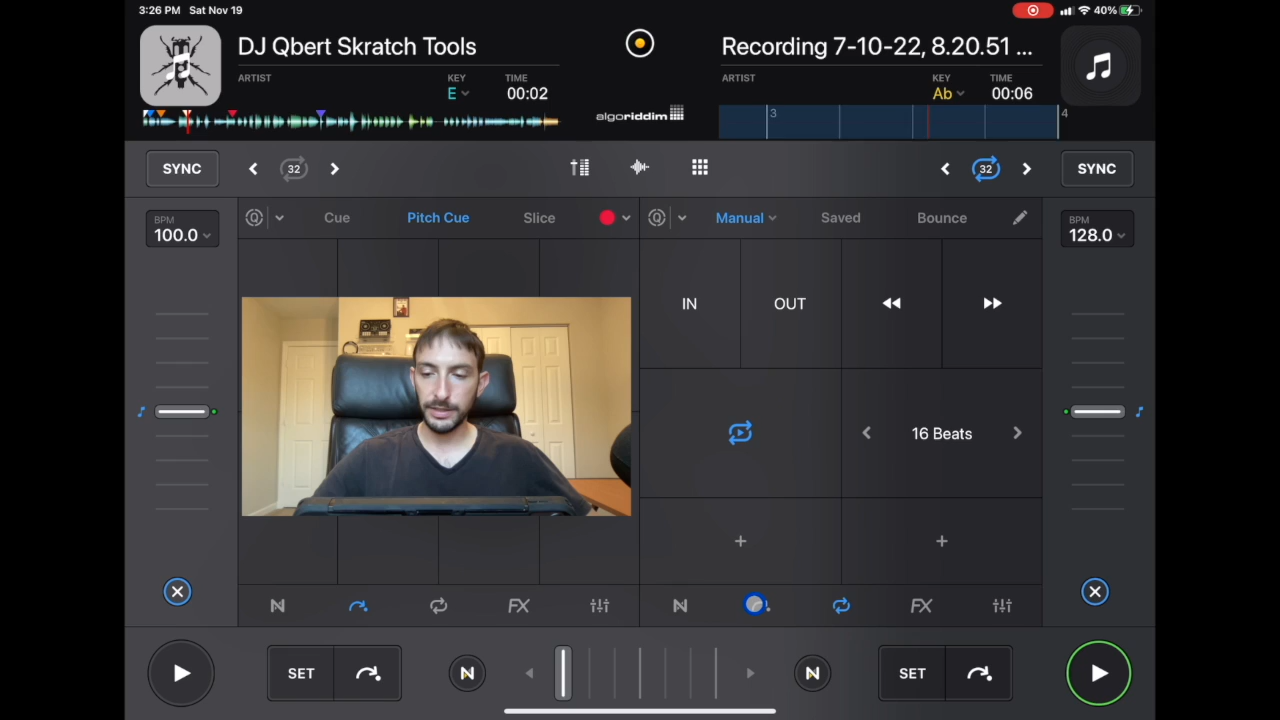 3:26 PM Sat Nov 19
40%
DJ Qbert Skratch Tools
Recording 7-10-22, 8.20.51 ...
ARTIST
KEY
TIME
ARTIST
KEY
TIME
E
00:02
Ab
00:06
algoriddim
3
4
SYNC
32
32
SYNC
BPM
100.0
Q
Cue
Pitch Cue
Slice
Q
Manual
Saved
Bounce
BPM
128.0
IN
OUT
16 Beats
+
+
N
FX
N
FX
SET
N
N
SET